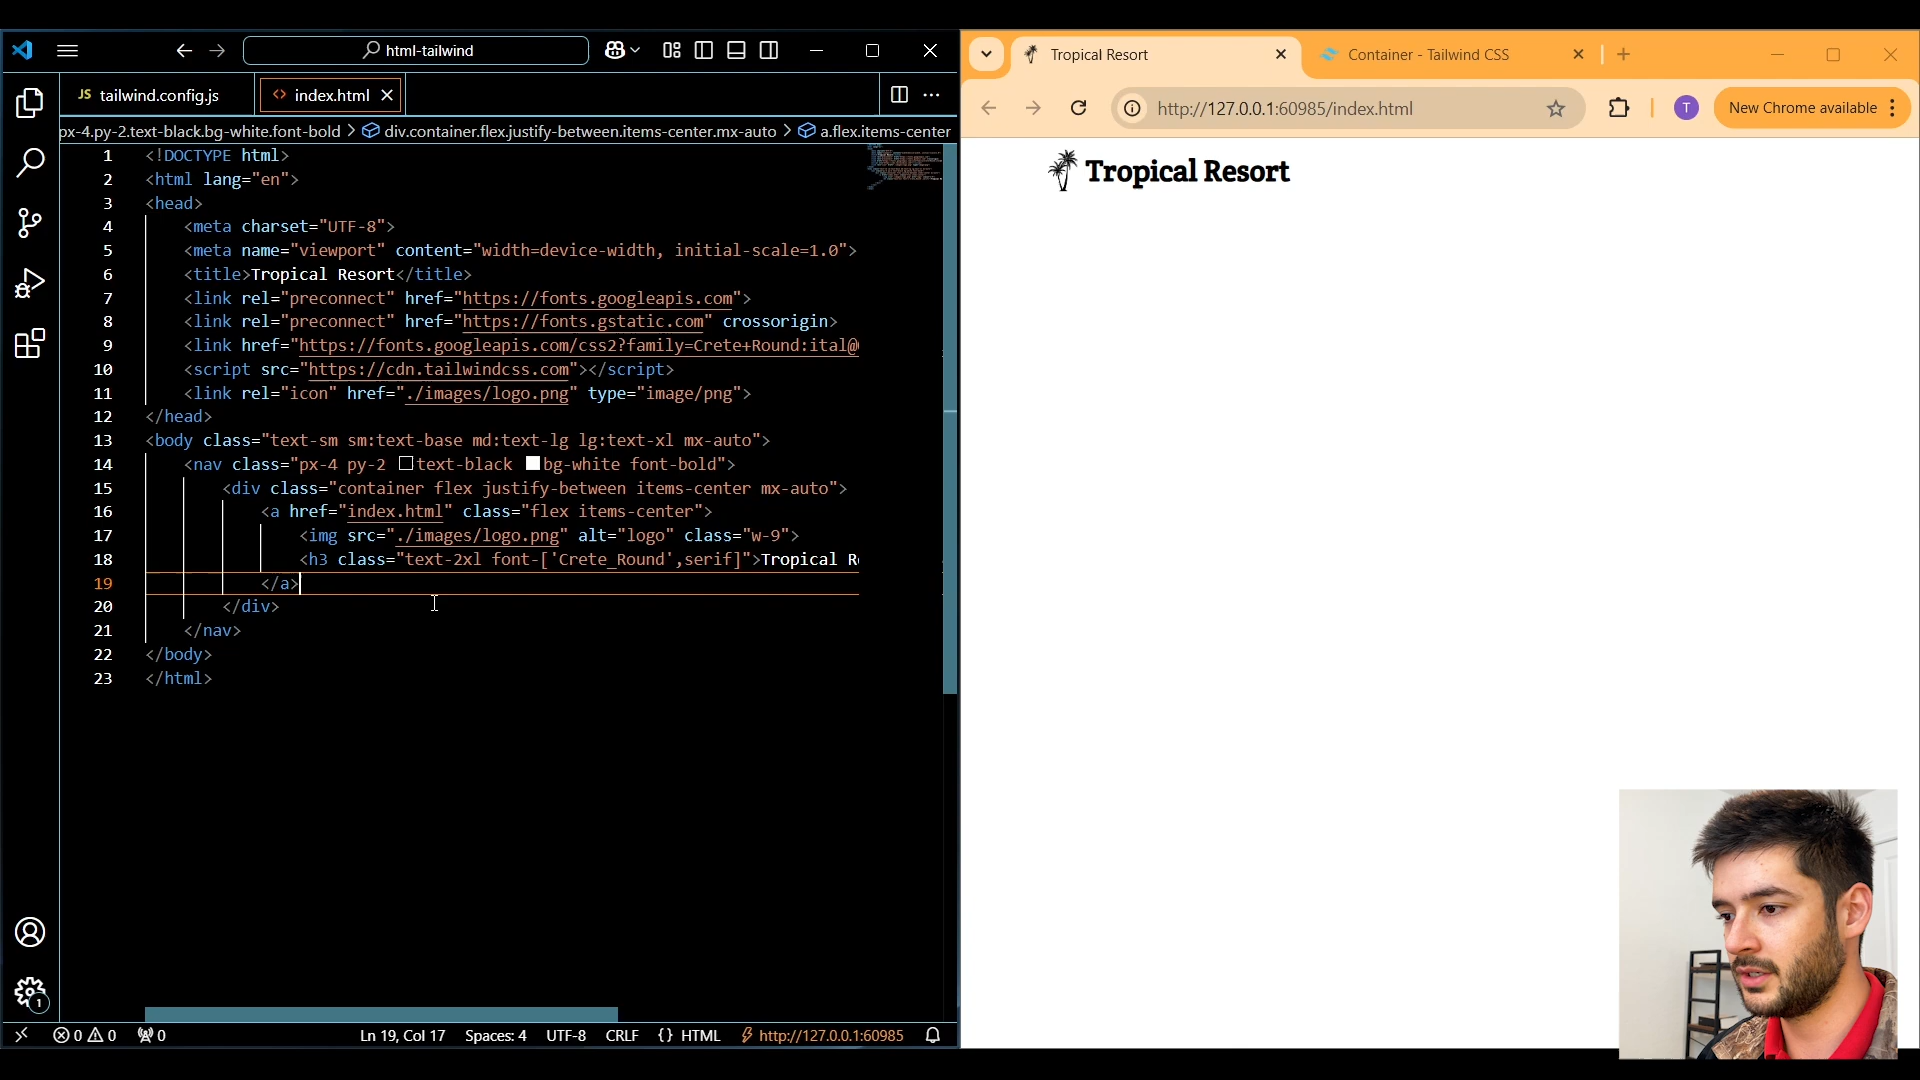 html-tailwind
JS tailwind.config.js
<> index.html
px-4.py-2.text-black.bg-white.font-bold > div.container.flex.justify-between.items-center.mx-auto > a.flex.items-center
1 <!DOCTYPE html>
2 <html lang="en">
3 <head>
4 <meta charset="UTF-8">
5 <meta name="viewport" content="width=device-width, initial-scale=1.0">
6 <title>Tropical Resort</title>
7 <link rel="preconnect" href="https://fonts.googleapis.com">
8 <link rel="preconnect" href="https://fonts.gstatic.com" crossorigin>
9 <link href="https://fonts.googleapis.com/css2?family=Crete+Round:ital@
10 <script src="https://cdn.tailwindcss.com"></script>
11 <link rel="icon" href="./images/logo.png" type="image/png">
12 </head>
13 <body class="text-sm sm:text-base md:text-lg lg:text-xl mx-auto">
14 <nav class="px-4 py-2 text-black bg-white font-bold">
15 <div class="container flex justify-between items-center mx-auto">
16 <a href="index.html" class="flex items-center">
17 <img src="./images/logo.png" alt="logo" class="w-9">
18 <h3 class="text-2xl font-['Crete_Round',serif]">Tropical R
19 </a>
20 </div>
21 </nav>
22 </body>
23 </html>
1
0 0 0 Ln 19, Col 17 Spaces: 4 UTF-8 CRLF {} HTML http://127.0.0.1:60985
Tropical Resort
Container - Tailwind CSS
http://127.0.0.1:60985/index.html
T
New Chrome available
Tropical Resort